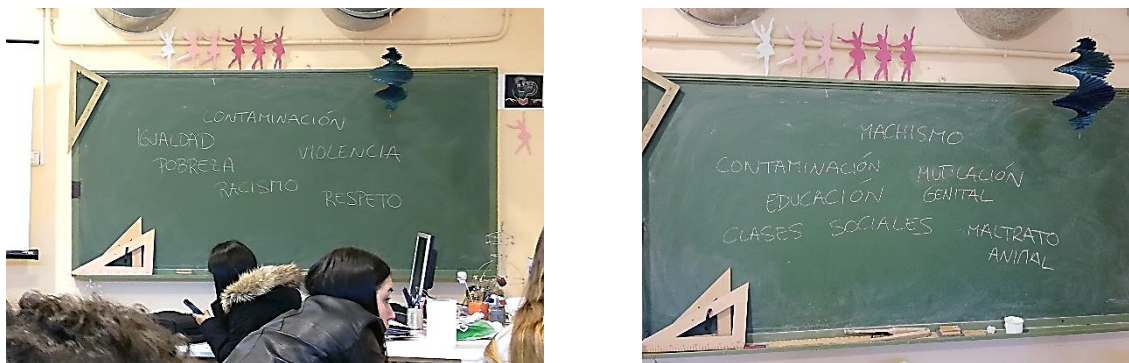 CONTAMINACIÓN
IGUALDAD
POBREZA
VIOLENCIA
RACISMO
RESPETO
MACHISMO
CONTAMINACIÓN
MUTILACIÓN
GENITAL
EDUCACIÓN
CLASES SOCIALES
MALTRATO
ANIMAL